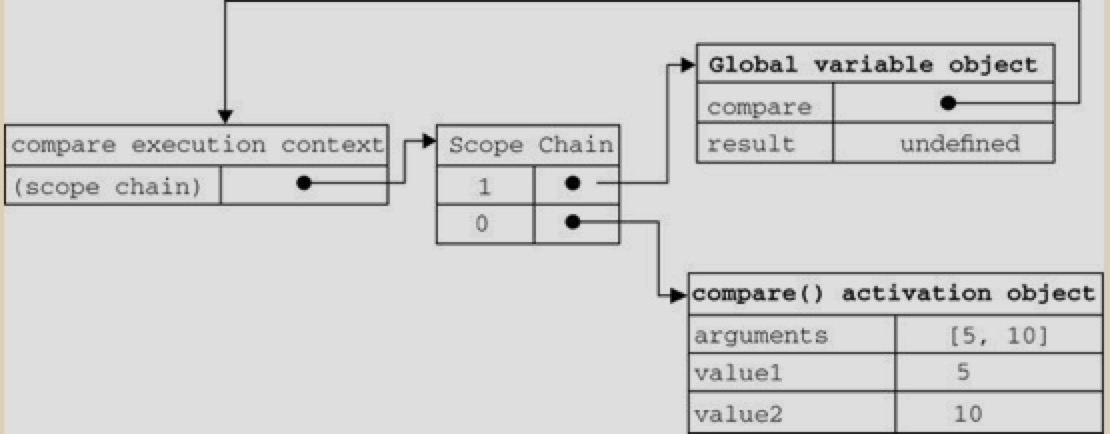 Global variable object
compare
result undefined
compare execution context
(scope chain)
Scope Chain
1
0
compare() activation object
arguments [5, 10]
value1 5
value2 10